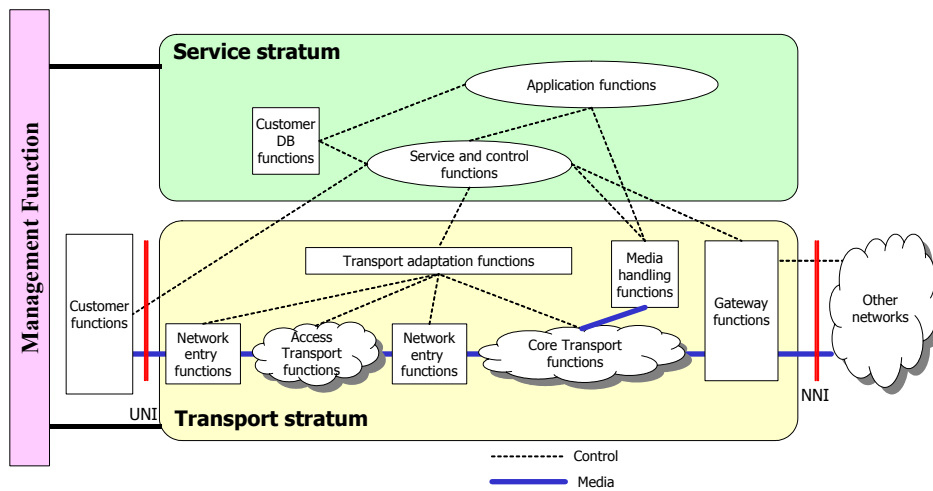 Management Function
Service stratum
Application functions
Customer
DB
functions
Service and control
functions
Transport adaptation functions
Media
handling
functions
Customer
functions
Gateway
functions
Other
networks
Network
entry
functions
Access
Transport
functions
Network
entry
functions
Core Transport
functions
UNI
NNI
Transport stratum
Control
Media